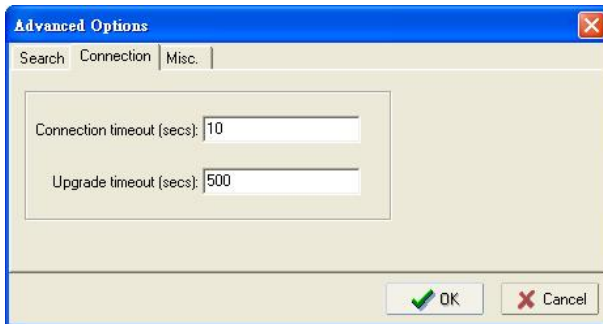 Advanced Options
Search Connection Misc.
Connection timeout (secs): 10
Upgrade timeout (secs): 500
OK Cancel